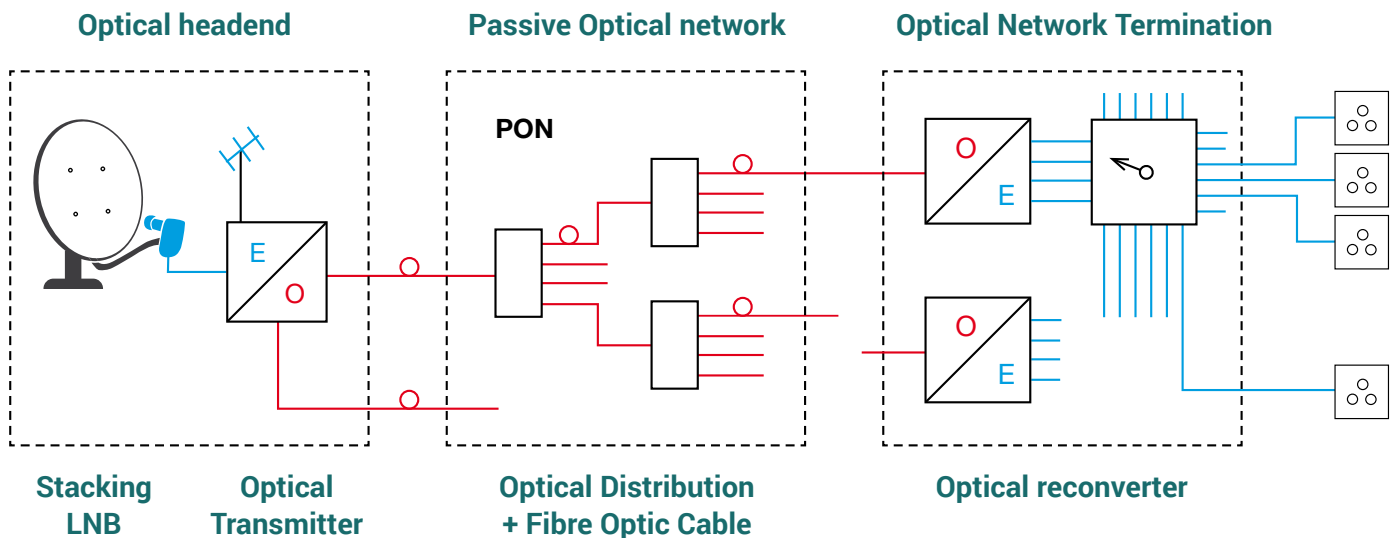 Optical headend
Passive Optical network
Optical Network Termination
PON
E
O
O
E
O
E
Stacking
LNB
Optical
Transmitter
Optical Distribution
+ Fibre Optic Cable
Optical reconverter